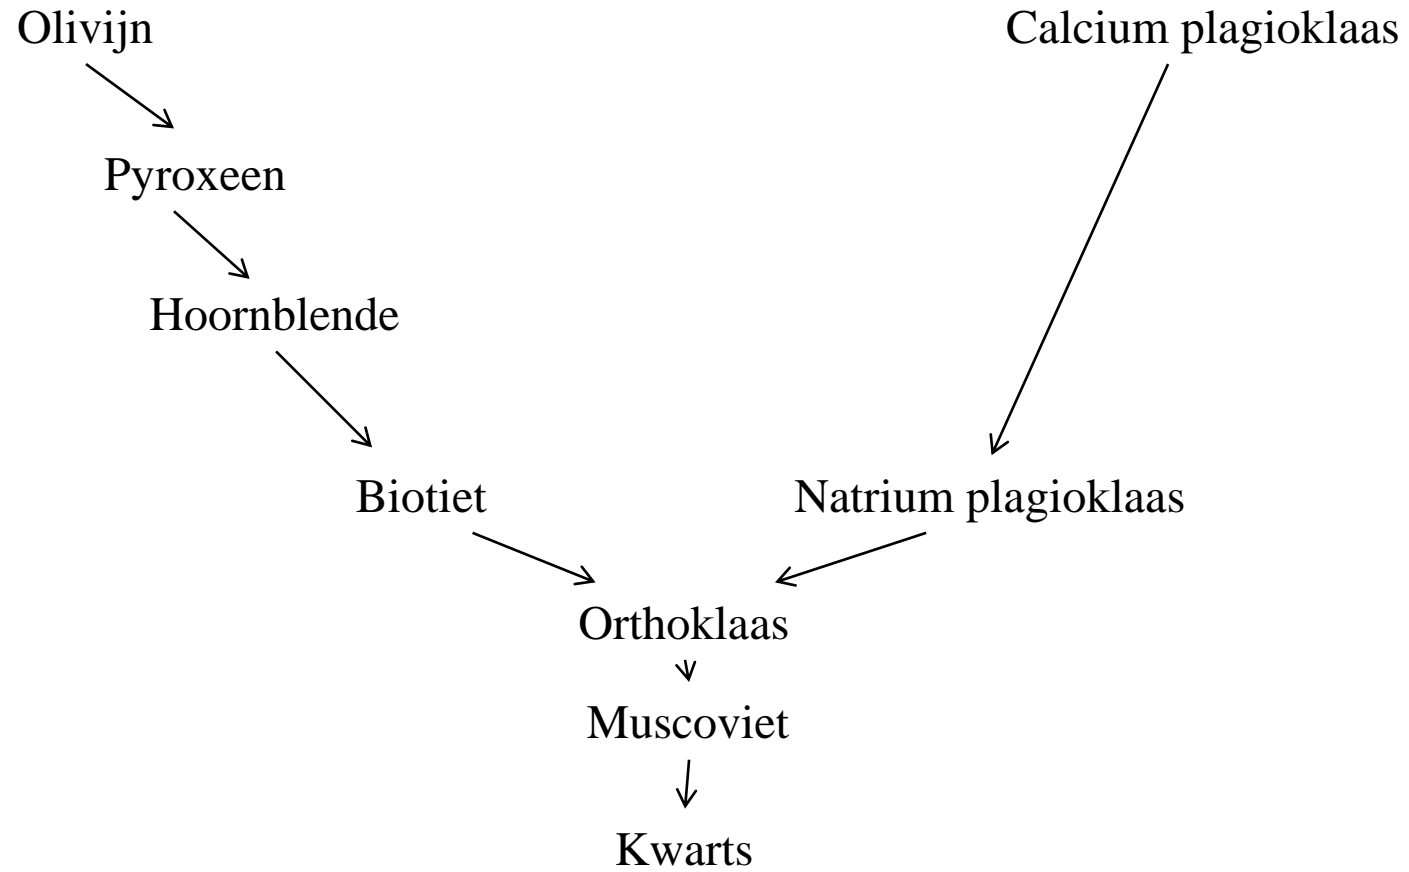 Olivijn
Calcium plagioklaas
Pyroxeen
Hoornblende
Biotiet
Natrium plagioklaas
Orthoklaas
Muscoviet
Kwarts